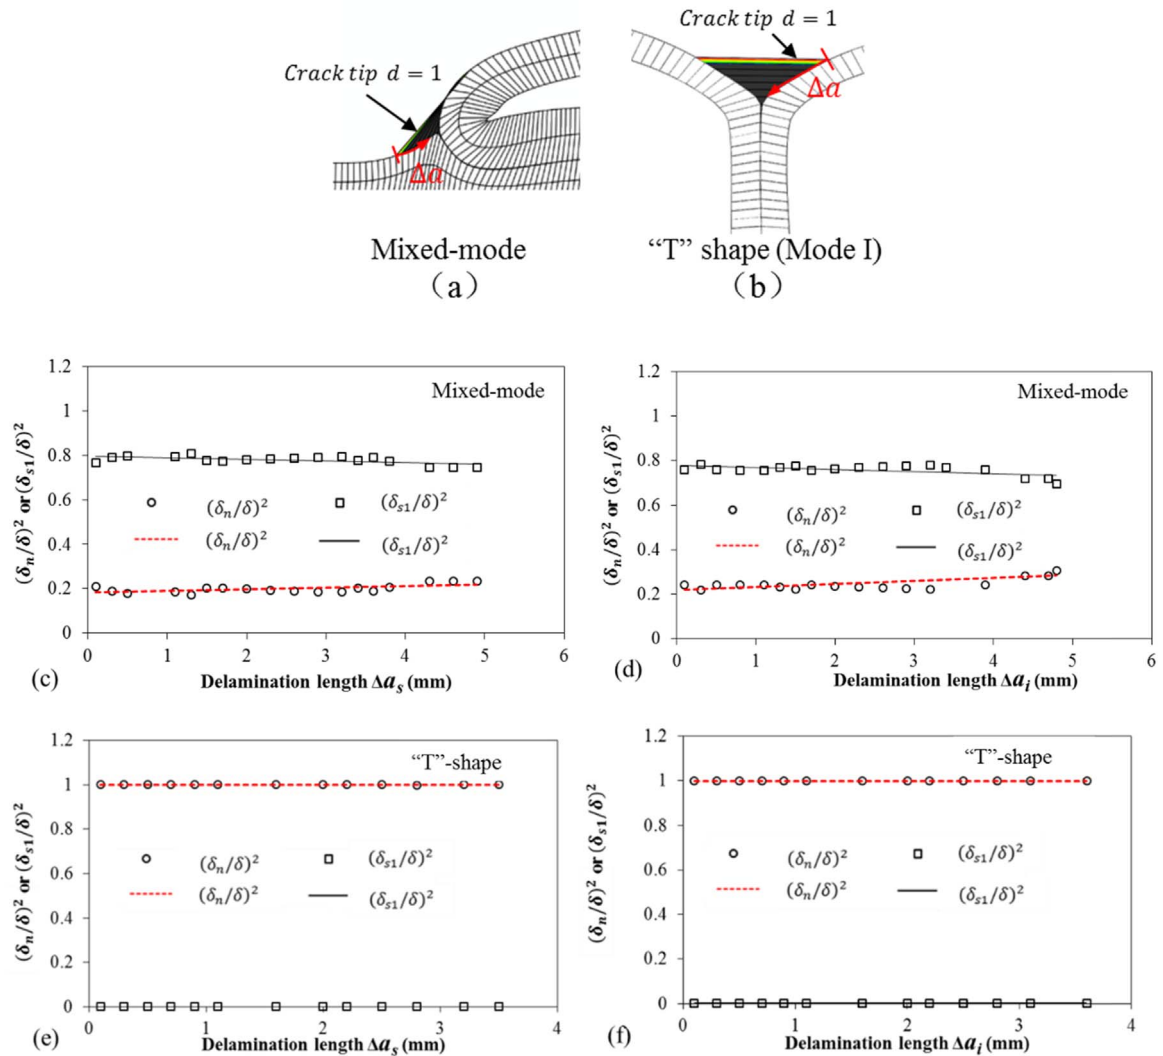 Crack tip d = 1
Δa
Mixed-mode
(a)
Crack tip d = 1
Δa
“T” shape (Mode I)
(b)
(δₙ/δ)² or (δₛ₁/δ)²
1.2
1
0.8
0.6
0.4
0.2
0
Mixed-mode
(δₙ/δ)² (δₛ₁/δ)²
(δₙ/δ)² (δₛ₁/δ)²
0 1 2 3 4 5 6
(c) Delamination length Δaₛ (mm)
(δₙ/δ)² or (δₛ₁/δ)²
1.2
1
0.8
0.6
0.4
0.2
0
Mixed-mode
(δₙ/δ)² (δₛ₁/δ)²
(δₙ/δ)² (δₛ₁/δ)²
0 1 2 3 4 5 6
(d) Delamination length Δaᵢ (mm)
(δₙ/δ)² or (δₛ₁/δ)²
1.2
1
0.8
0.6
0.4
0.2
0
“T”-shape
(δₙ/δ)² (δₛ₁/δ)²
(δₙ/δ)² (δₛ₁/δ)²
0 1 2 3 4
(e) Delamination length Δaₛ (mm)
(δₙ/δ)² or (δₛ₁/δ)²
1.2
1
0.8
0.6
0.4
0.2
0
“T”-shape
(δₙ/δ)² (δₛ₁/δ)²
(δₙ/δ)² (δₛ₁/δ)²
0 1 2 3 4
(f) Delamination length Δaᵢ (mm)